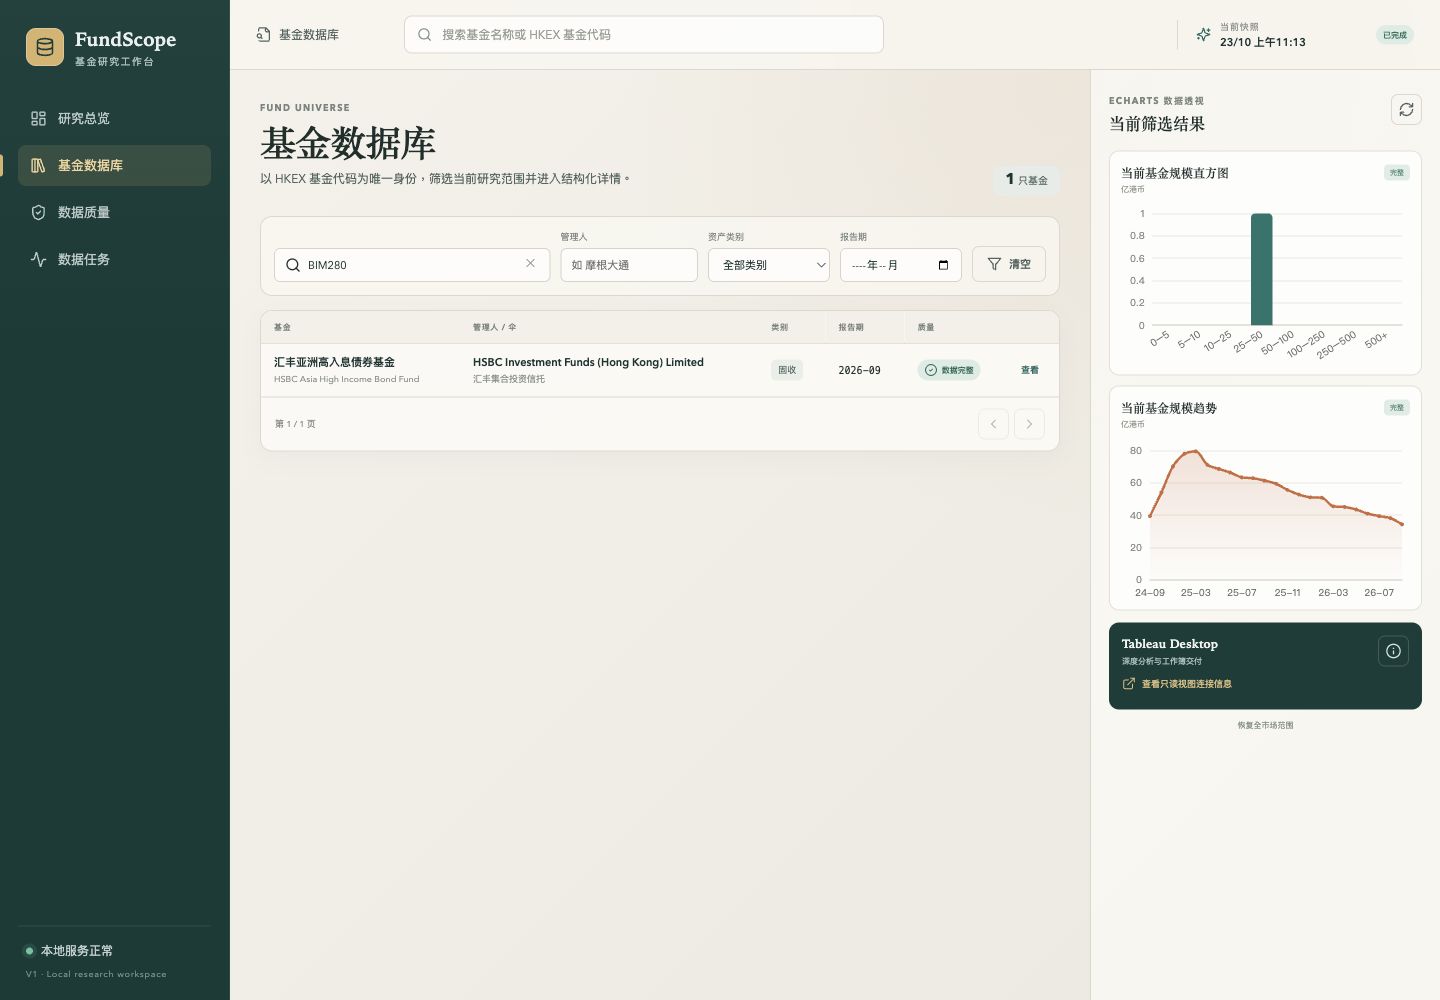 FundScope
基金研究工作台
研究总览
基金数据库
数据质量
数据任务
本地服务正常
V1 · Local research workspace
基金数据库
搜索基金名称或 HKEX 基金代码
当前快照
23/10 上午11:13
已完成
FUND UNIVERSE
基金数据库
以 HKEX 基金代码为唯一身份，筛选当前研究范围并进入结构化详情。
1 只基金
管理人
资产类别
报告期
BIM280
如 摩根大通
全部类别
----年--月
清空
基金
管理人 / 伞
类别
报告期
质量
汇丰亚洲高入息债券基金
HSBC Asia High Income Bond Fund
HSBC Investment Funds (Hong Kong) Limited
汇丰集合投资信托
固收
2026-09
数据完整
查看
第 1 / 1 页
ECHARTS 数据透视
当前筛选结果
当前基金规模直方图
完整
亿港币
1
0.8
0.6
0.4
0.2
0
0–5
5–10
10–25
25–50
50–100
100–250
250–500
500+
当前基金规模趋势
完整
亿港币
80
60
40
20
0
24–09
25–03
25–07
25–11
26–03
26–07
Tableau Desktop
深度分析与工作簿交付
查看只读视图连接信息
恢复全市场范围